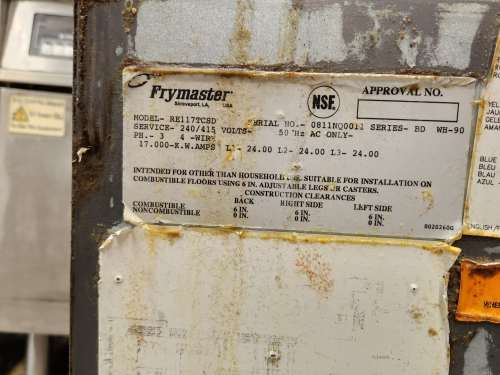 Frymaster
Shreveport, LA, USA
NSF.
APPROVAL NO.
MODEL- RE117TCSD SERIAL NO.- 0811NQ0011 SERIES- BD WH-90
SERVICE- 240/415 VOLTS- 50 Hz AC ONLY-
PH.- 3 4 -WIRE
17.000-K.W.AMPS L1- 24.00 L2- 24.00 L3- 24.00
INTENDED FOR OTHER THAN HOUSEHOLD USE. SUITABLE FOR INSTALLATION ON
COMBUSTIBLE FLOORS USING 6 IN. ADJUSTABLE LEGS OR CASTERS.
CONSTRUCTION CLEARANCES
BACK RIGHT SIDE LEFT SIDE
COMBUSTIBLE 6 IN. 6 IN. 6 IN.
NONCOMBUSTIBLE 0 IN. 0 IN. 0 IN.
8020260G
BLUE
BLEU
BLAU